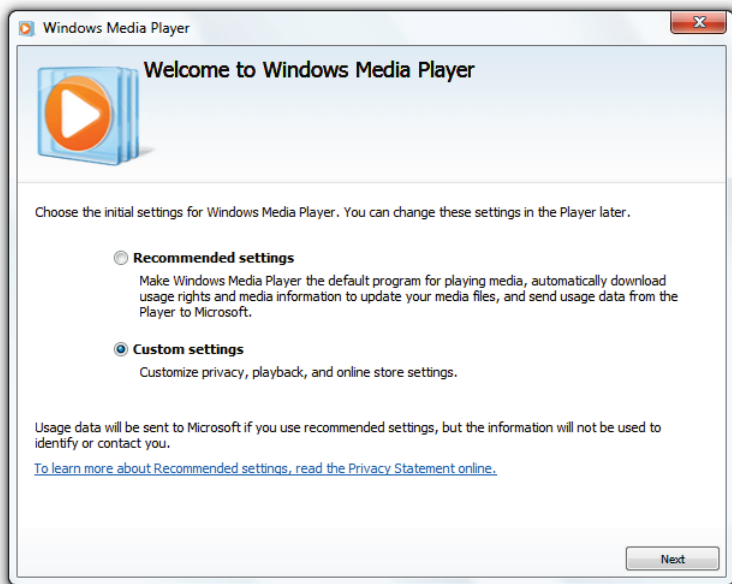 Windows Media Player
Welcome to Windows Media Player
Choose the initial settings for Windows Media Player. You can change these settings in the Player later.
Recommended settings
Make Windows Media Player the default program for playing media, automatically download
usage rights and media information to update your media files, and send usage data from the
Player to Microsoft.
Custom settings
Customize privacy, playback, and online store settings.
Usage data will be sent to Microsoft if you use recommended settings, but the information will not be used to
identify or contact you.
To learn more about Recommended settings, read the Privacy Statement online.
Next